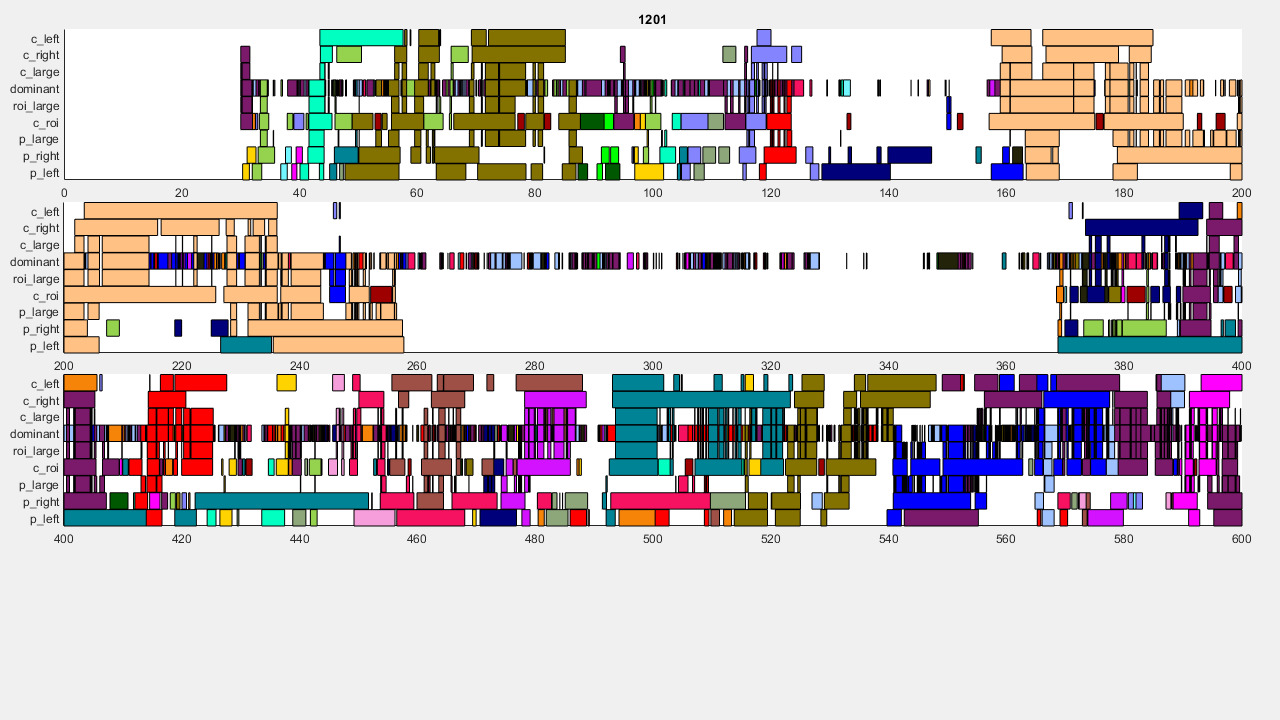 1201
c_left
c_right
c_large
dominant
roi_large
c_roi
p_large
p_right
p_left
0 20 40 60 80 100 120 140 160 180 200
c_left
c_right
c_large
dominant
roi_large
c_roi
p_large
p_right
p_left
200 220 240 260 280 300 320 340 360 380 400
c_left
c_right
c_large
dominant
roi_large
c_roi
p_large
p_right
p_left
400 420 440 460 480 500 520 540 560 580 600